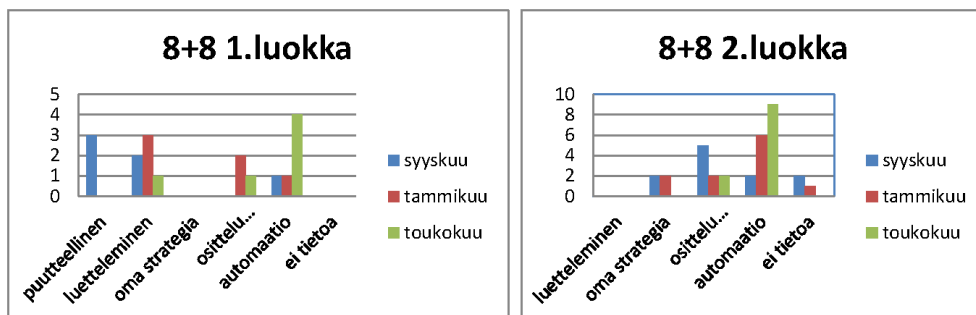 8+8 1.luokka
5
4
3
2
1
0
puutteellinen
luetteleminen
oma strategia
osittelu...
automaatio
ei tietoa
syyskuu
tammikuu
toukokuu
8+8 2.luokka
10
8
6
4
2
0
luetteleminen
oma strategia
osittelu...
automaatio
ei tietoa
syyskuu
tammikuu
toukokuu